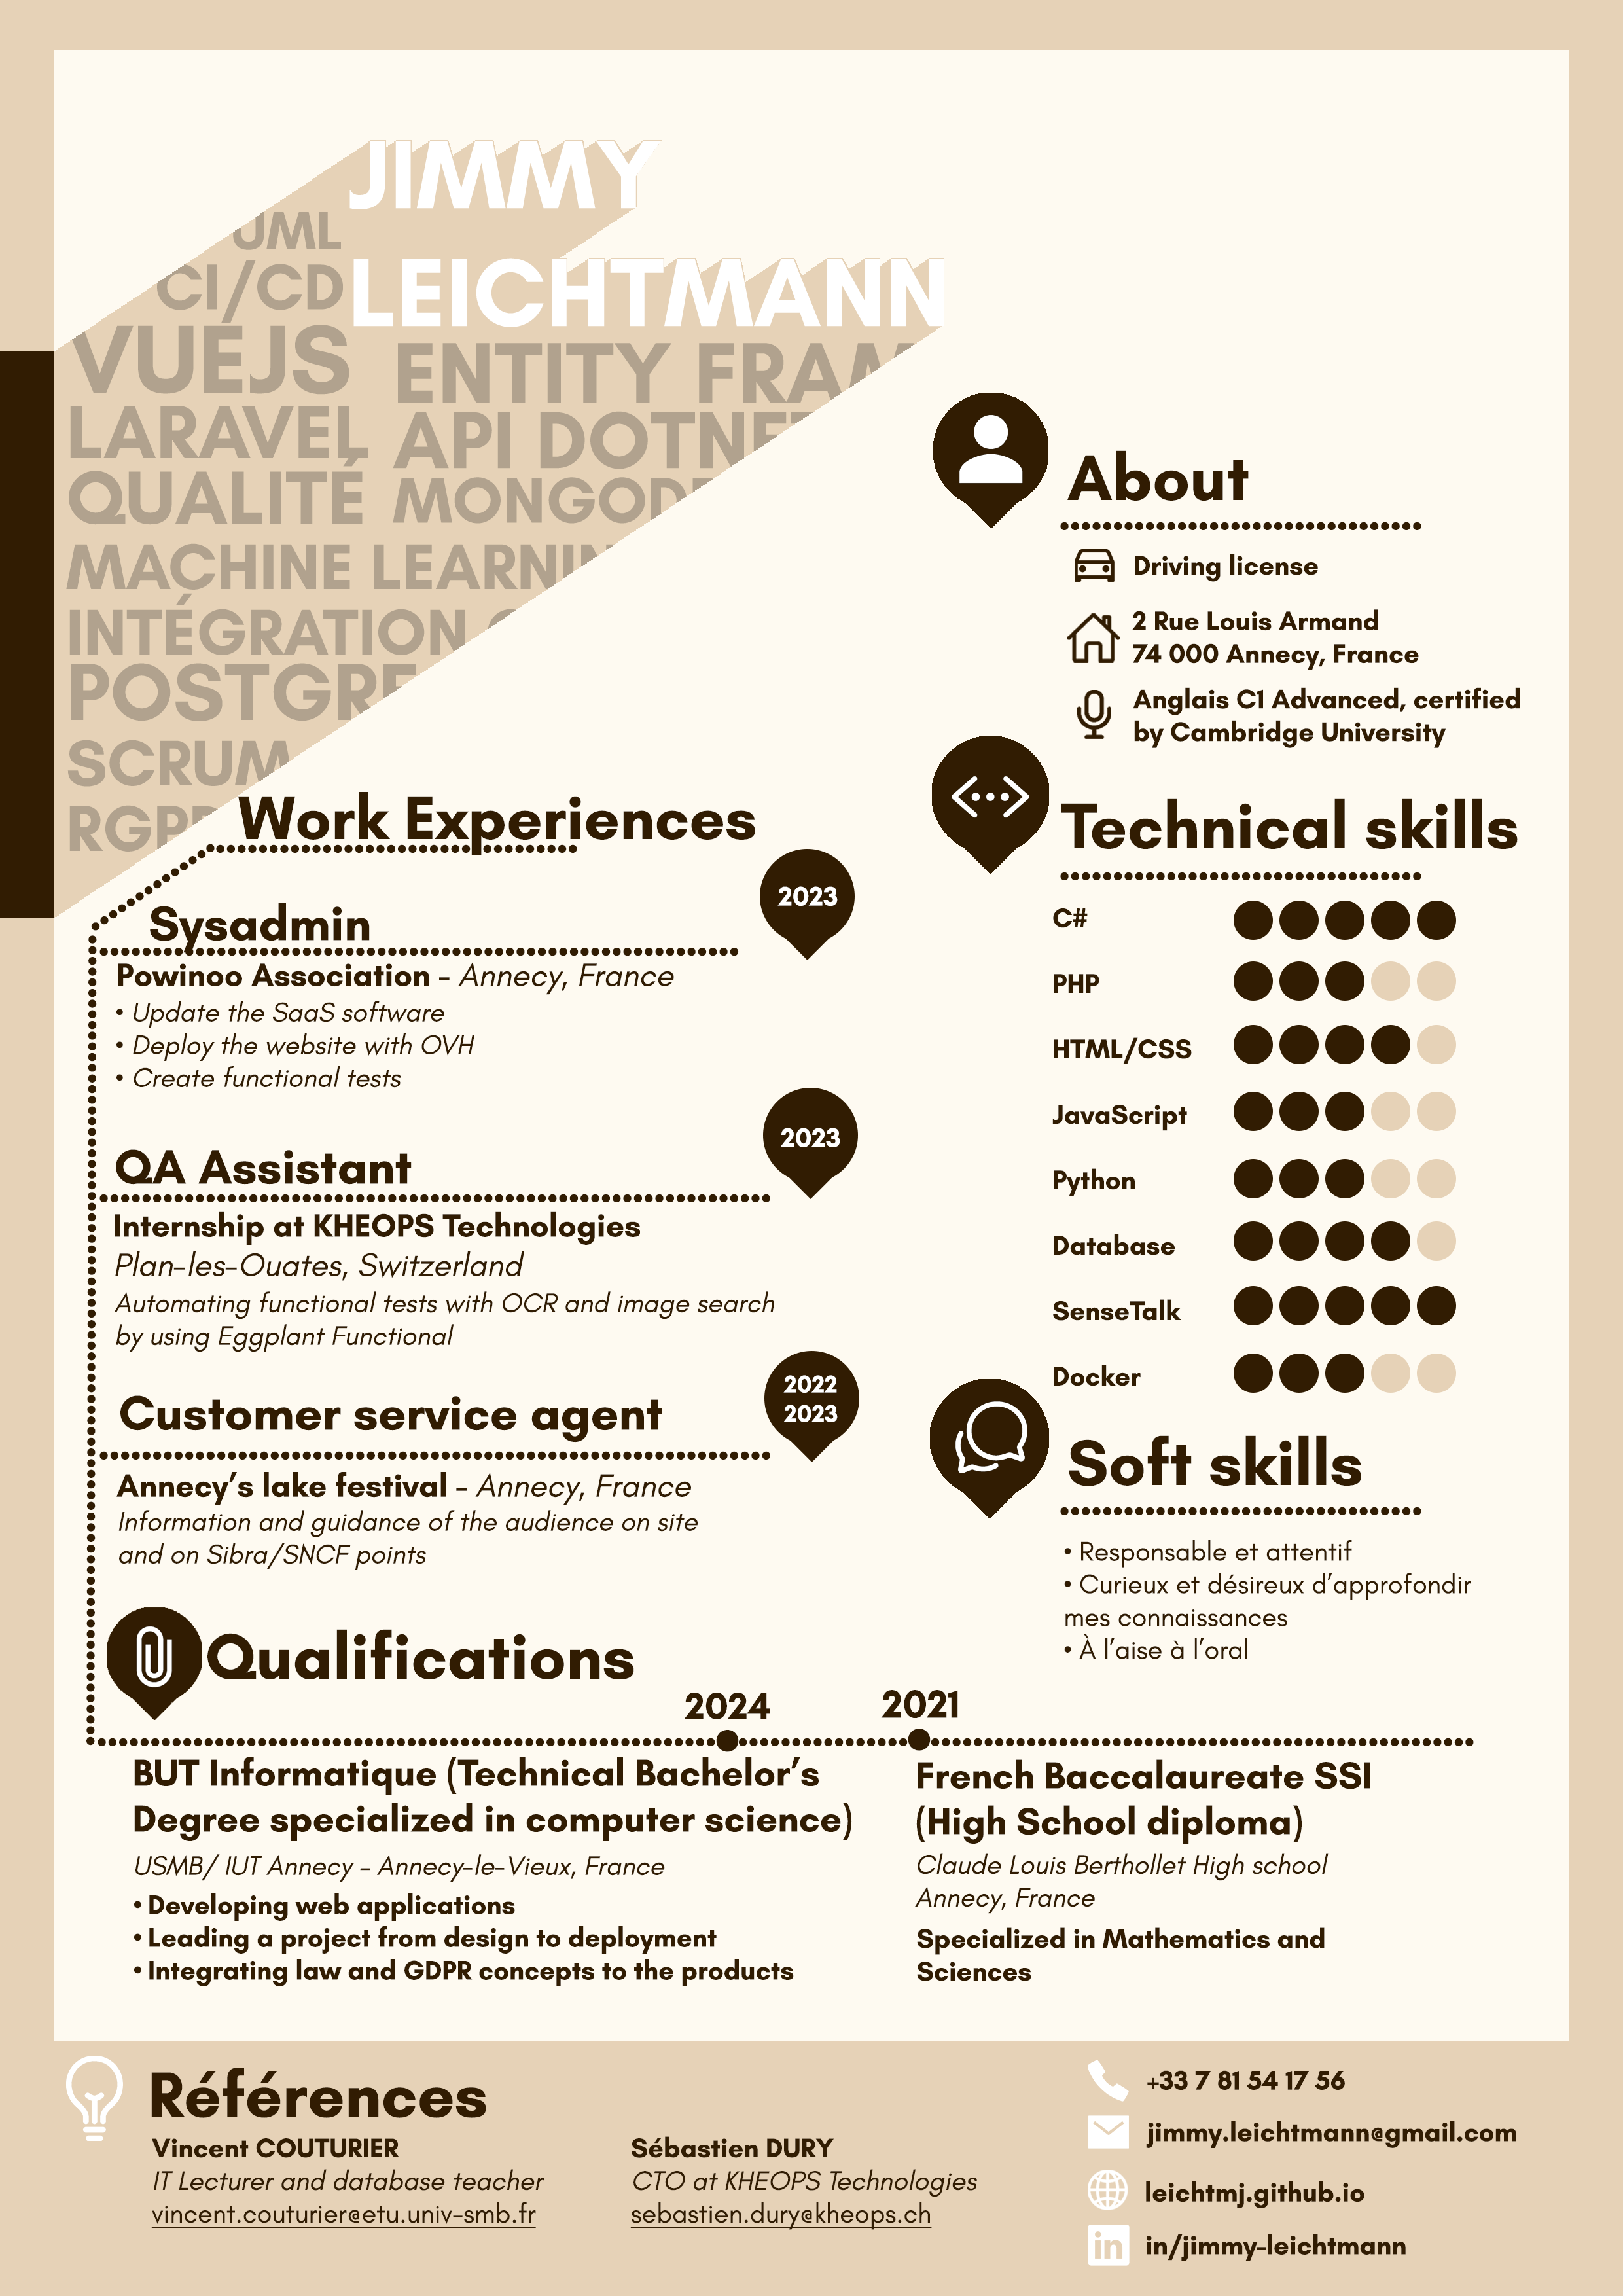 JIMMY
LEICHTMANN
UML
CI/CD
VUEJS
LARAVEL
QUALITÉ
ENTITY FRAM
API DOTNET
MONGOD
MACHINE LEARNIN
INTÉGRATION
POSTGRE
SCRUM
RGP
About
Driving license
2 Rue Louis Armand
74 000 Annecy, France
Anglais C1 Advanced, certified
by Cambridge University
Work Experiences
Sysadmin
2023
Powinoo Association - Annecy, France
• Update the SaaS software
• Deploy the website with OVH
• Create functional tests
QA Assistant
2023
Internship at KHEOPS Technologies
Plan-les-Ouates, Switzerland
Automating functional tests with OCR and image search
by using Eggplant Functional
Customer service agent
2022
2023
Annecy’s lake festival - Annecy, France
Information and guidance of the audience on site
and on Sibra/SNCF points
Technical skills
C#
PHP
HTML/CSS
JavaScript
Python
Database
SenseTalk
Docker
Soft skills
• Responsable et attentif
• Curieux et désireux d’approfondir
mes connaissances
• À l’aise à l’oral
Qualifications
2024
BUT Informatique (Technical Bachelor’s
Degree specialized in computer science)
USMB/ IUT Annecy - Annecy-le-Vieux, France
• Developing web applications
• Leading a project from design to deployment
• Integrating law and GDPR concepts to the products
2021
French Baccalaureate SSI
(High School diploma)
Claude Louis Berthollet High school
Annecy, France
Specialized in Mathematics and
Sciences
Références
Vincent COUTURIER
IT Lecturer and database teacher
vincent.couturier@etu.univ-smb.fr
Sébastien DURY
CTO at KHEOPS Technologies
sebastien.dury@kheops.ch
+33 7 81 54 17 56
jimmy.leichtmann@gmail.com
leichtmj.github.io
in/jimmy-leichtmann